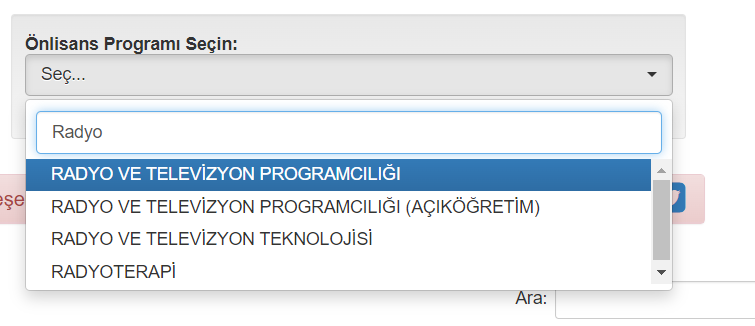 Önlisans Programı Seçin:
Seç...
Radyo
RADYO VE TELEVİZYON PROGRAMCILIĞI
RADYO VE TELEVİZYON PROGRAMCILIĞI (AÇIKÖĞRETİM)
RADYO VE TELEVİZYON TEKNOLOJİSİ
RADYOTERAPİ
Ara: